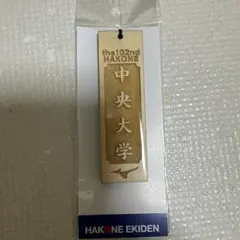 the 102nd
HAKONE
中央大学
HAKONE EKIDEN